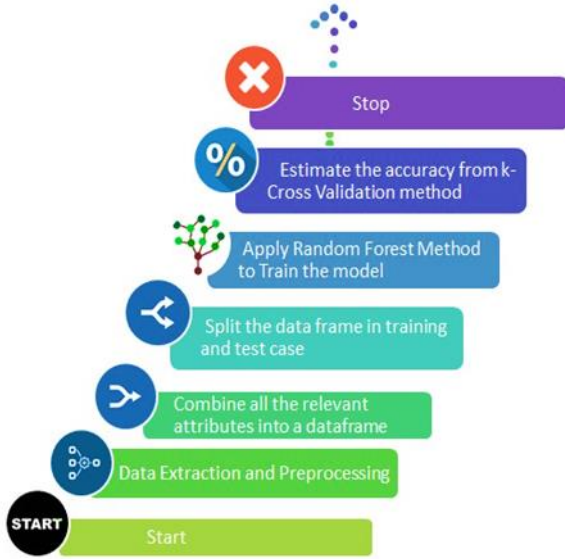 Stop
%
Estimate the accuracy from k-
Cross Validation method
Apply Random Forest Method
to Train the model
Split the data frame in training
and test case
Combine all the relevant
attributes into a dataframe
Data Extraction and Preprocessing
START
Start